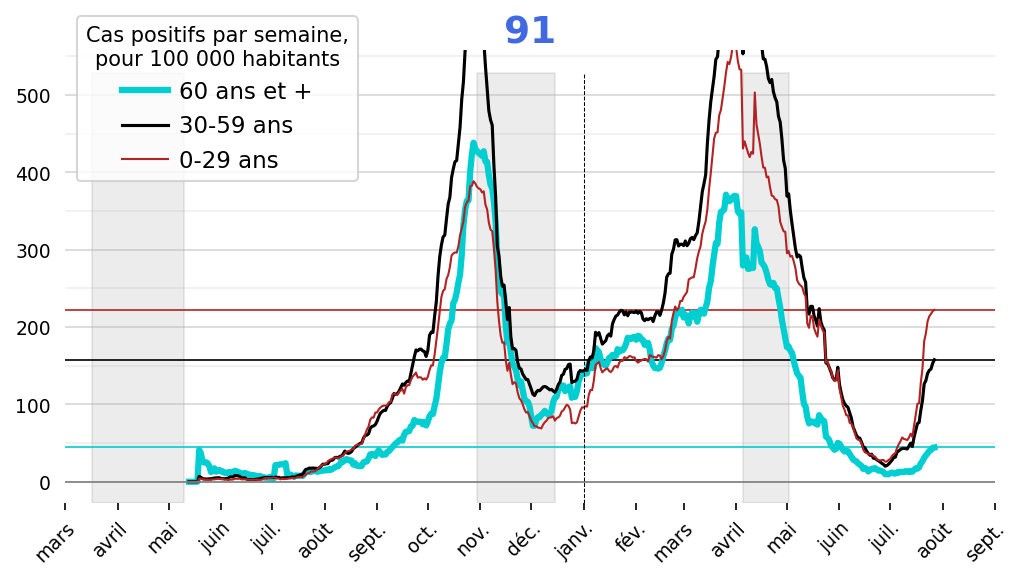 91
Cas positifs par semaine,
pour 100 000 habitants
60 ans et +
30-59 ans
0-29 ans
500
400
300
200
100
0
mars avril mai juin juil. août sept. oct. nov. déc. janv. fév. mars avril mai juin juil. août sept.